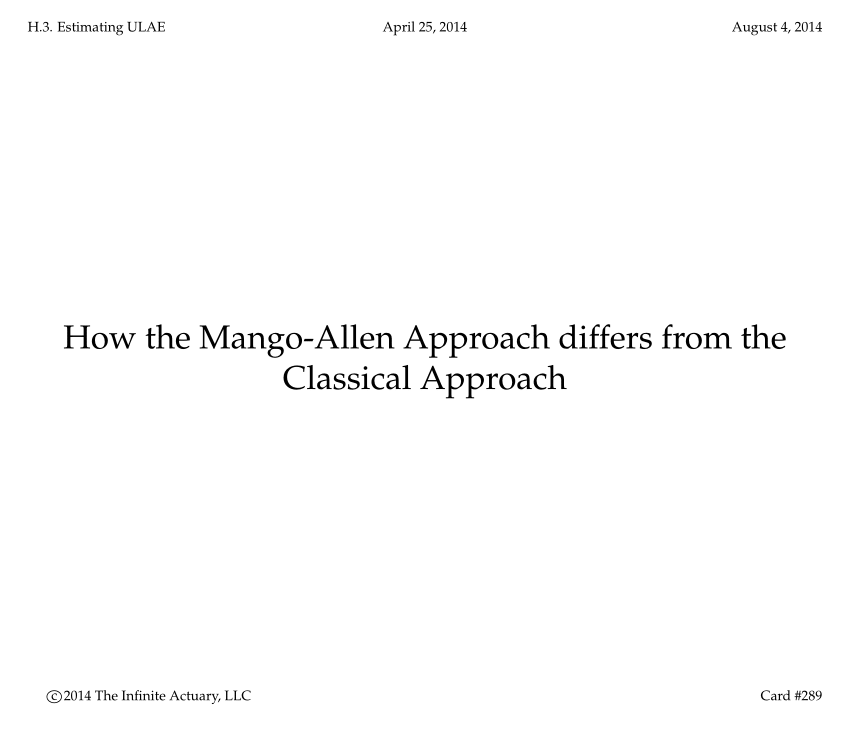 H.3. Estimating ULAE April 25, 2014 August 4, 2014
How the Mango-Allen Approach differs from the
Classical Approach
©2014 The Infinite Actuary, LLC Card #289